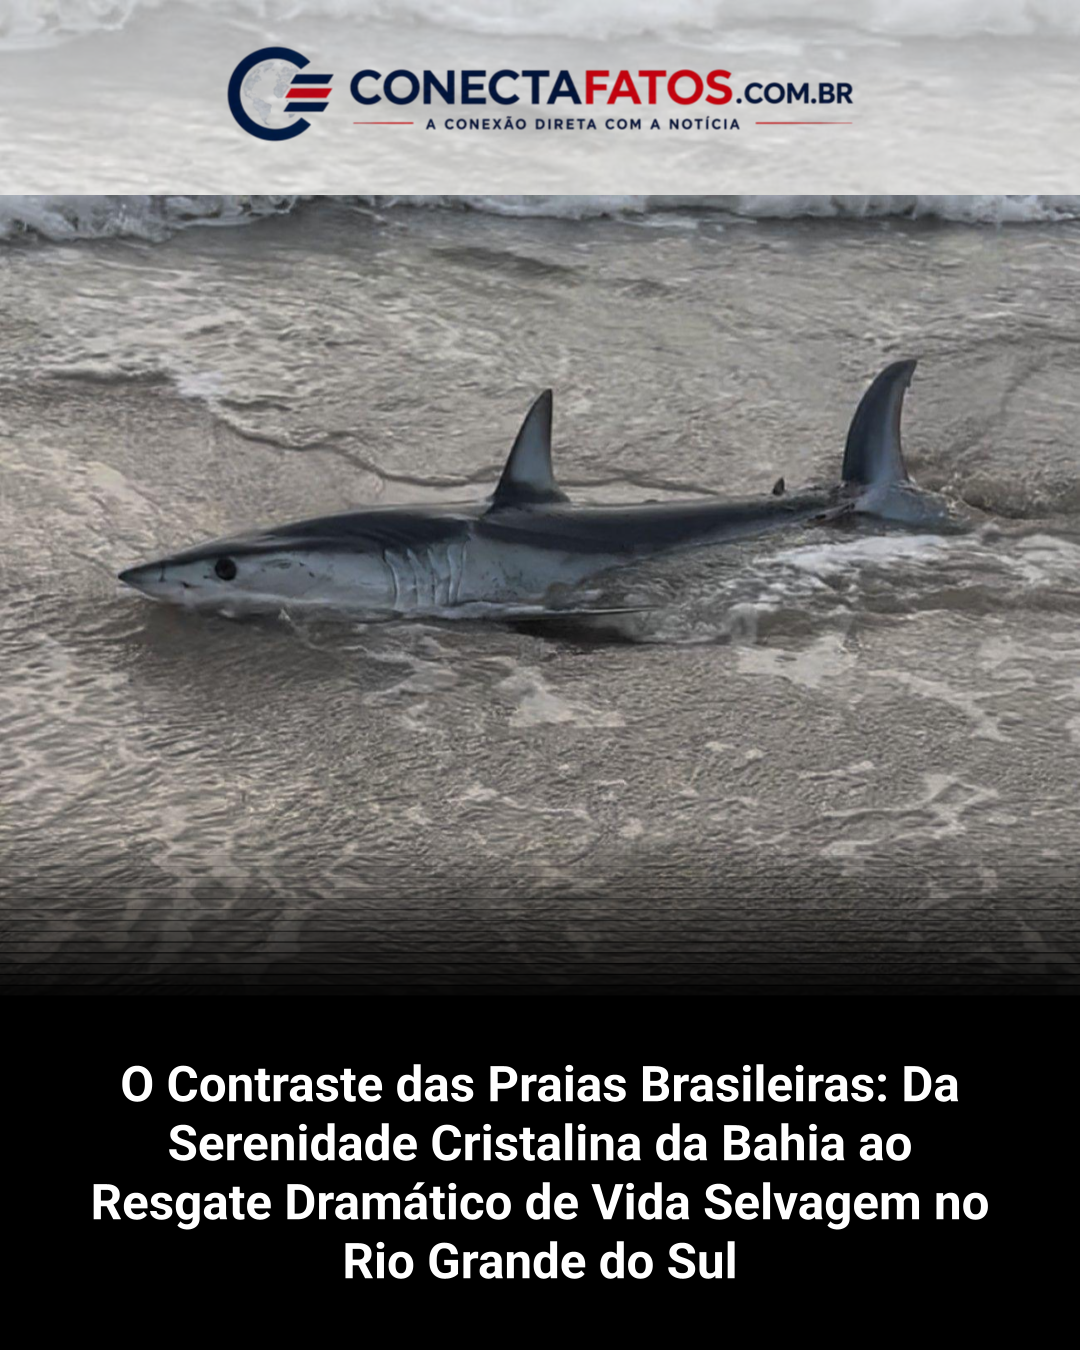 CONECTAFATOS.COM.BR
A CONEXÃO DIRETA COM A NOTÍCIA
O Contraste das Praias Brasileiras: Da
Serenidade Cristalina da Bahia ao
Resgate Dramático de Vida Selvagem no
Rio Grande do Sul